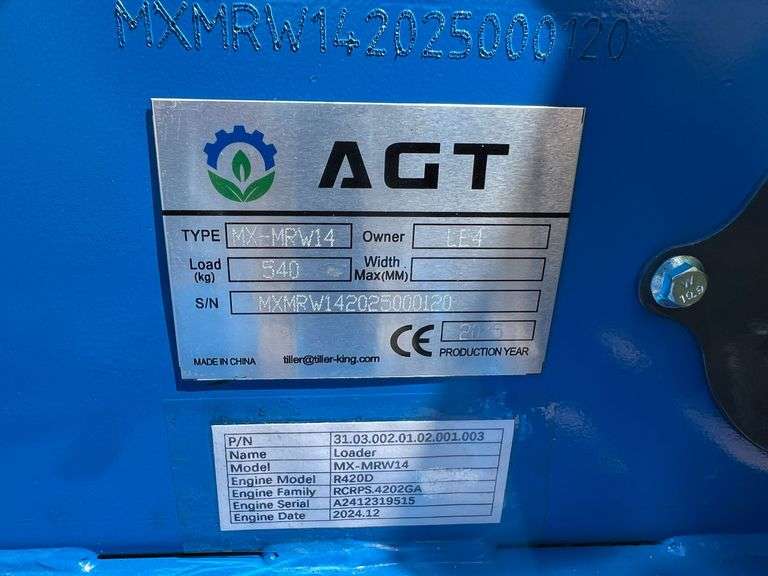 MXMRW142025000120
AGT
TYPE MX-MRW14 Owner
Load (kg) 540 Width Max(MM)
S/N MXMRW142025000120
CE
MADE IN CHINA tiller@tiller-king.com PRODUCTION YEAR
P/N 31.03.002.01.02.001.003
Name Loader
Model MX-MRW14
Engine Model R420D
Engine Family RCRPS.4202GA
Engine Serial A2412319515
Engine Date 2024.12